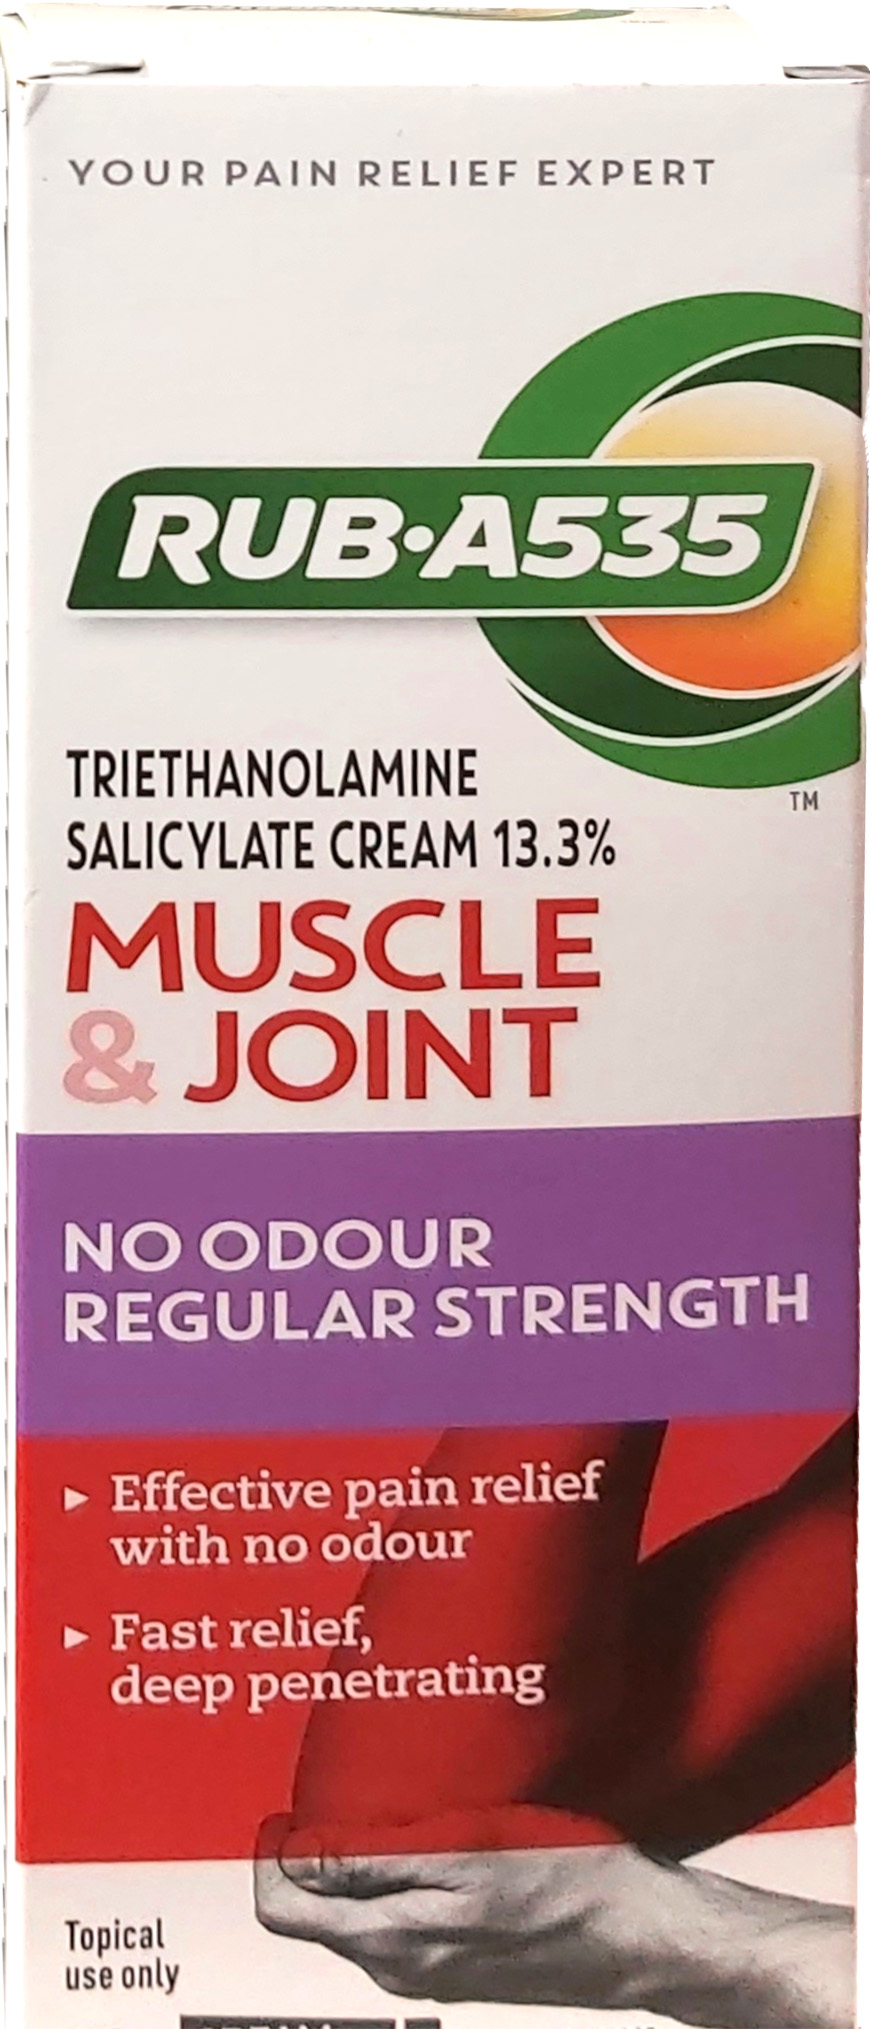 YOUR PAIN RELIEF EXPERT
RUB·A535
TM
TRIETHANOLAMINE
SALICYLATE CREAM 13.3%
MUSCLE
& JOINT
NO ODOUR
REGULAR STRENGTH
▸ Effective pain relief
with no odour
▸ Fast relief,
deep penetrating
Topical
use only